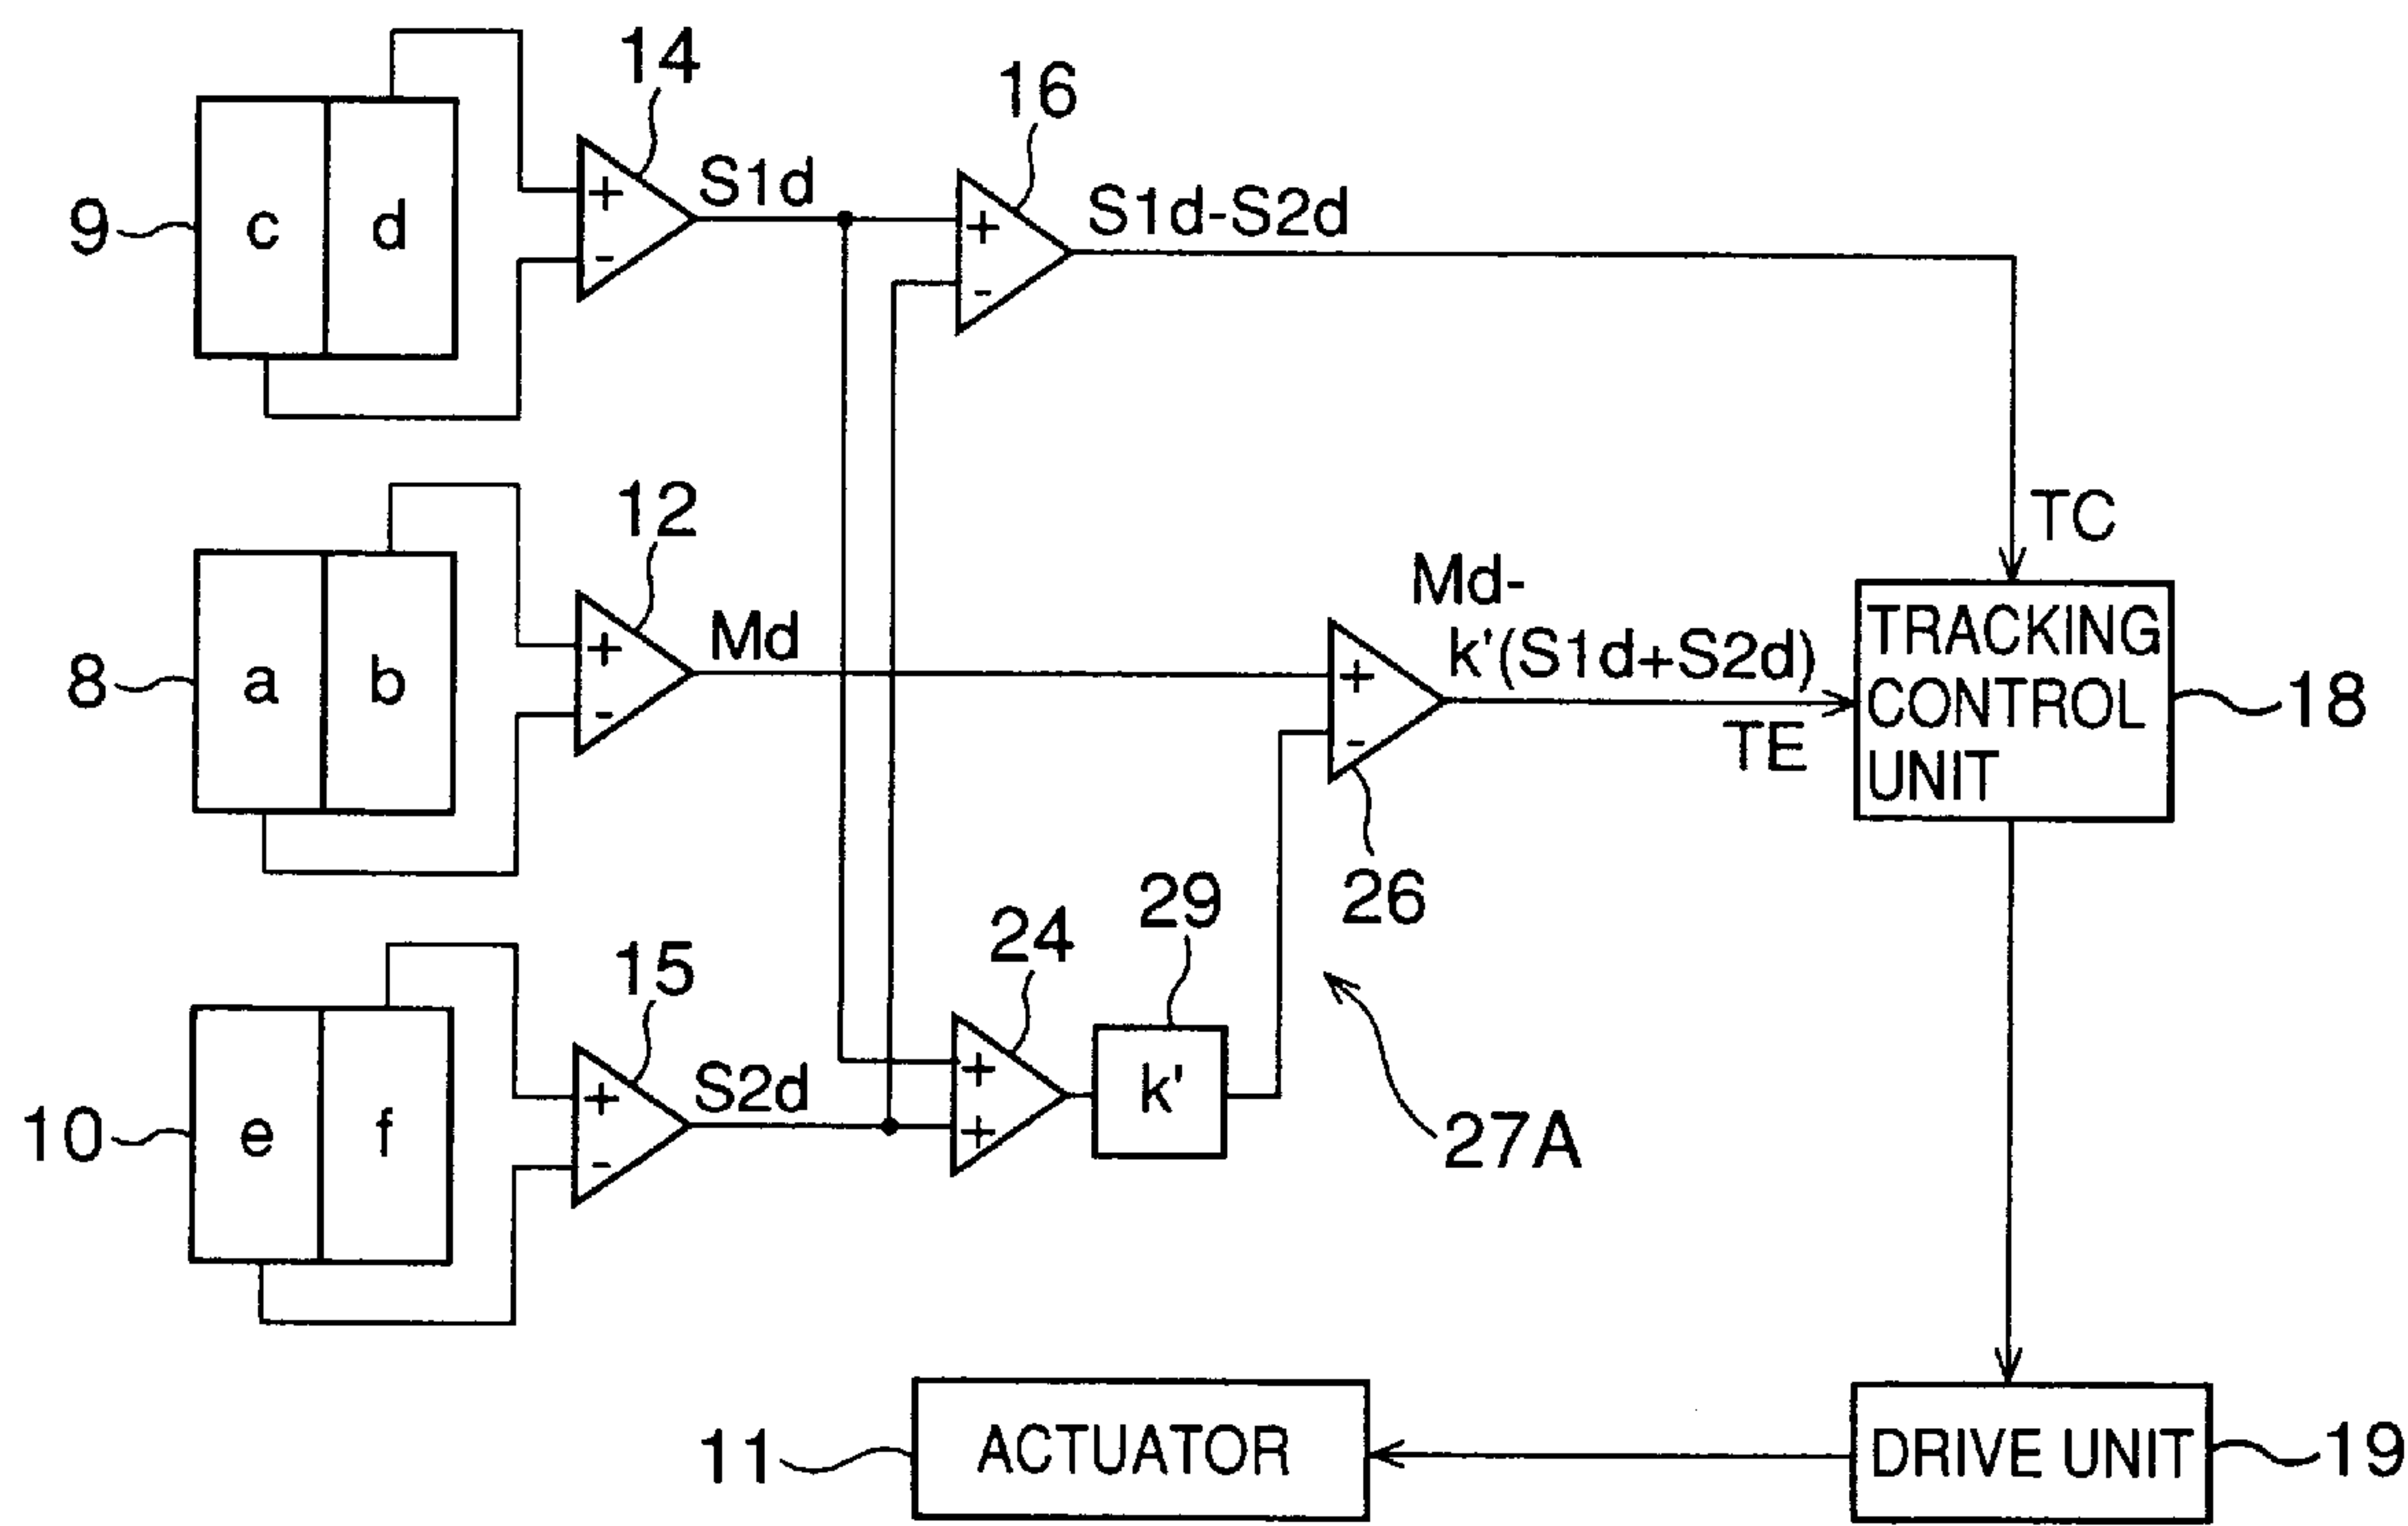 14
16
S1d
S1d-S2d
+
-
+
-
9
c
d
TC
12
Md
+
-
8
a
b
Md-
k'(S1d+S2d)
+
-
TE
TRACKING
CONTROL
UNIT
18
26
29
24
15
S2d
+
-
10
e
f
+
+
k'
27A
11
ACTUATOR
DRIVE UNIT
19